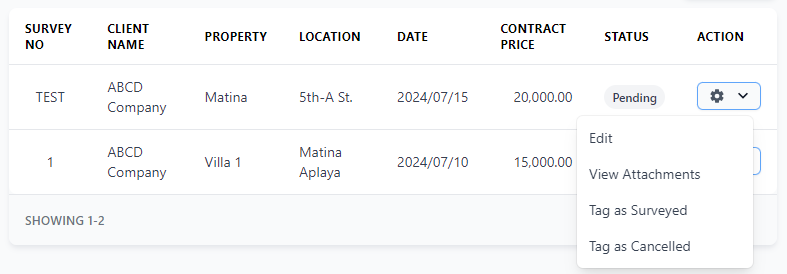 SURVEY NO CLIENT NAME PROPERTY LOCATION DATE CONTRACT PRICE STATUS ACTION
TEST ABCD Company Matina 5th-A St. 2024/07/15 20,000.00 Pending
1 ABCD Company Villa 1 Matina Aplaya 2024/07/10 15,000.00
Edit
View Attachments
Tag as Surveyed
Tag as Cancelled
SHOWING 1-2